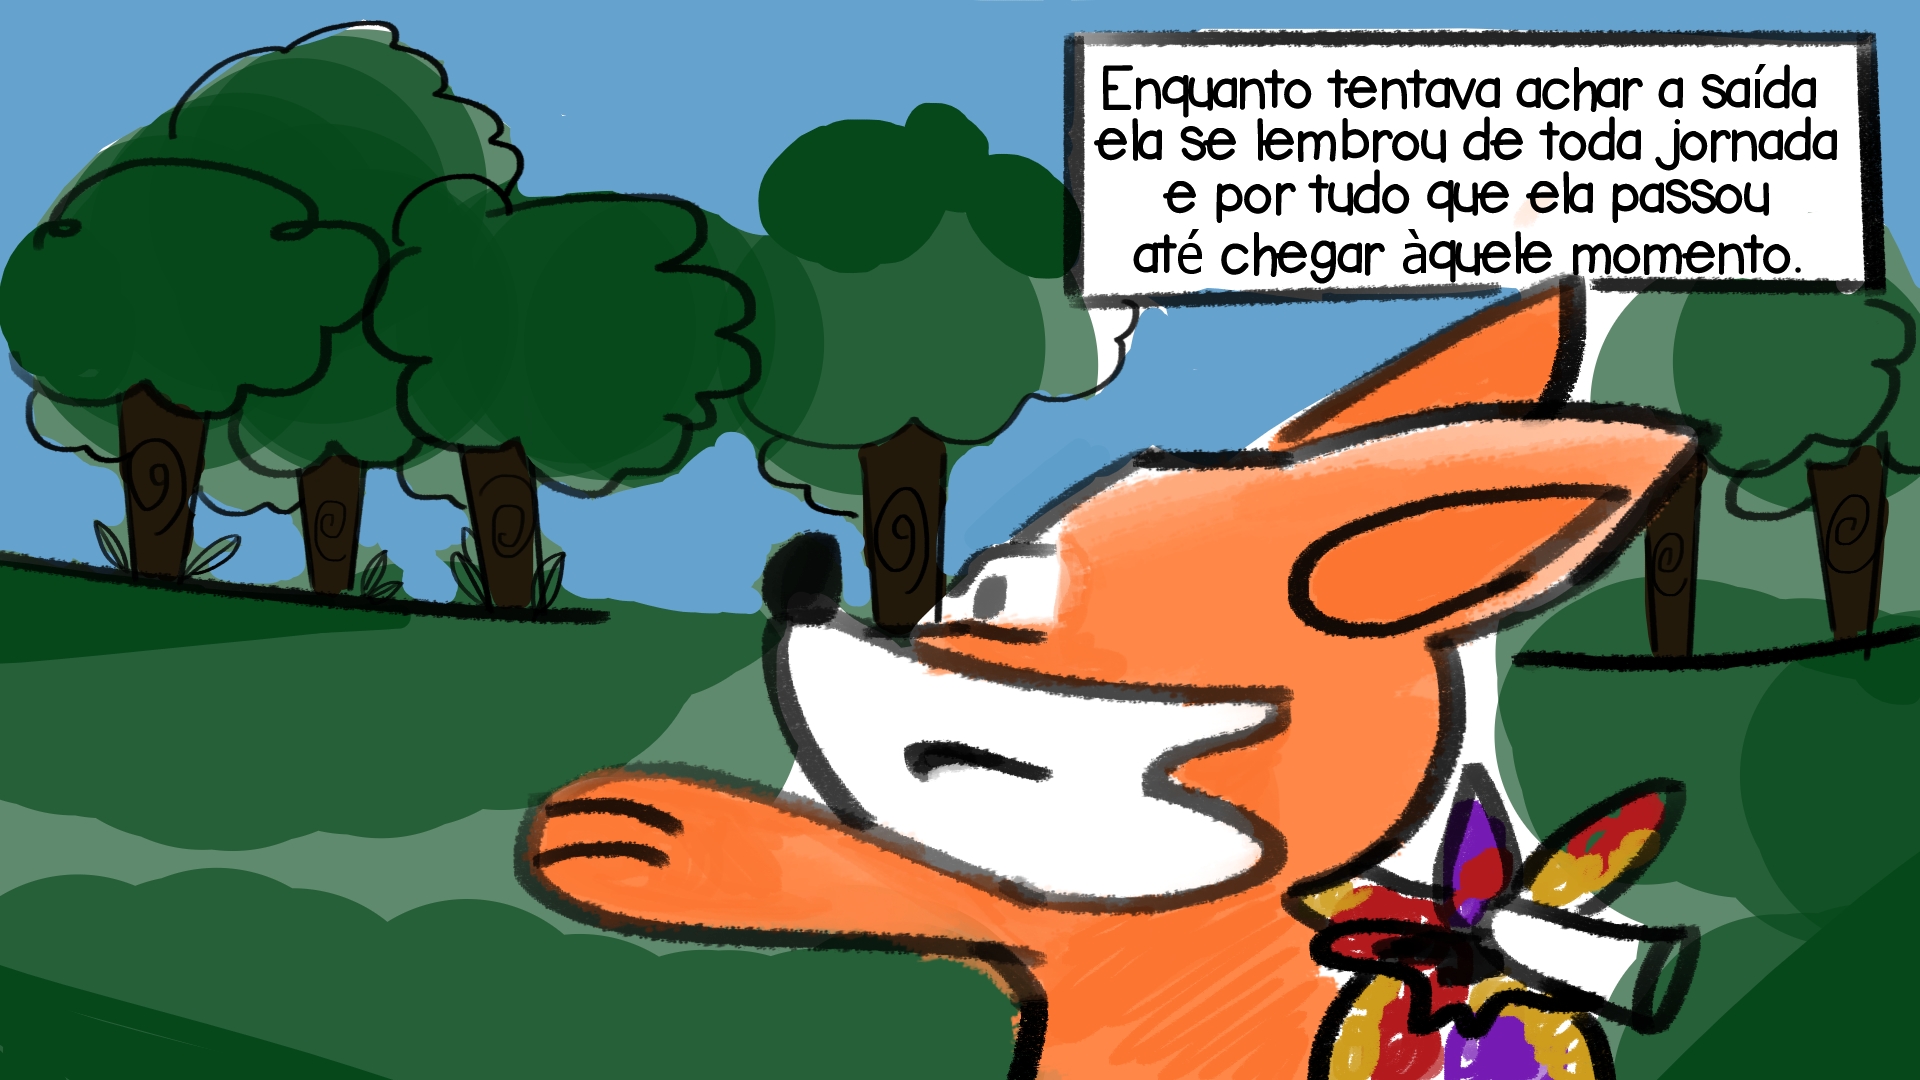 Enquanto tentava achar a saída
ela se lembrou de toda jornada
e por tudo que ela passou
até chegar àquele momento.